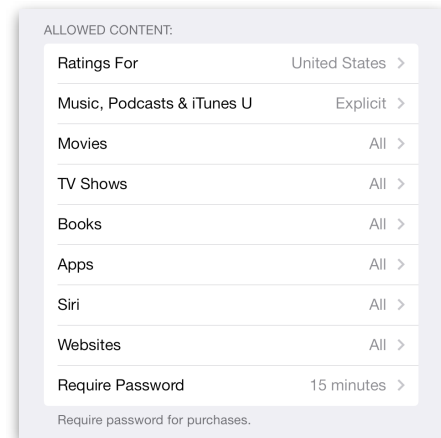 ALLOWED CONTENT:
Ratings For United States >
Music, Podcasts & iTunes U Explicit >
Movies All >
TV Shows All >
Books All >
Apps All >
Siri All >
Websites All >
Require Password 15 minutes >
Require password for purchases.